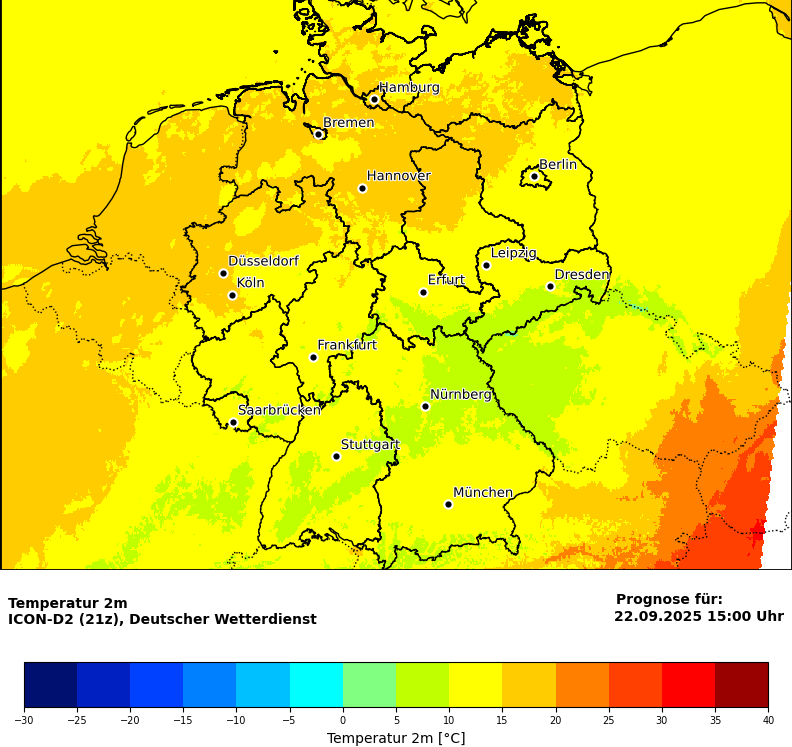 Hamburg
Bremen
Berlin
Hannover
Leipzig
Düsseldorf
Dresden
Köln
Erfurt
Frankfurt
Nürnberg
Saarbrücken
Stuttgart
München
Temperatur 2m
ICON-D2 (21z), Deutscher Wetterdienst
Prognose für:
22.09.2025 15:00 Uhr
−30 −25 −20 −15 −10 −5 0 5 10 15 20 25 30 35 40
Temperatur 2m [°C]